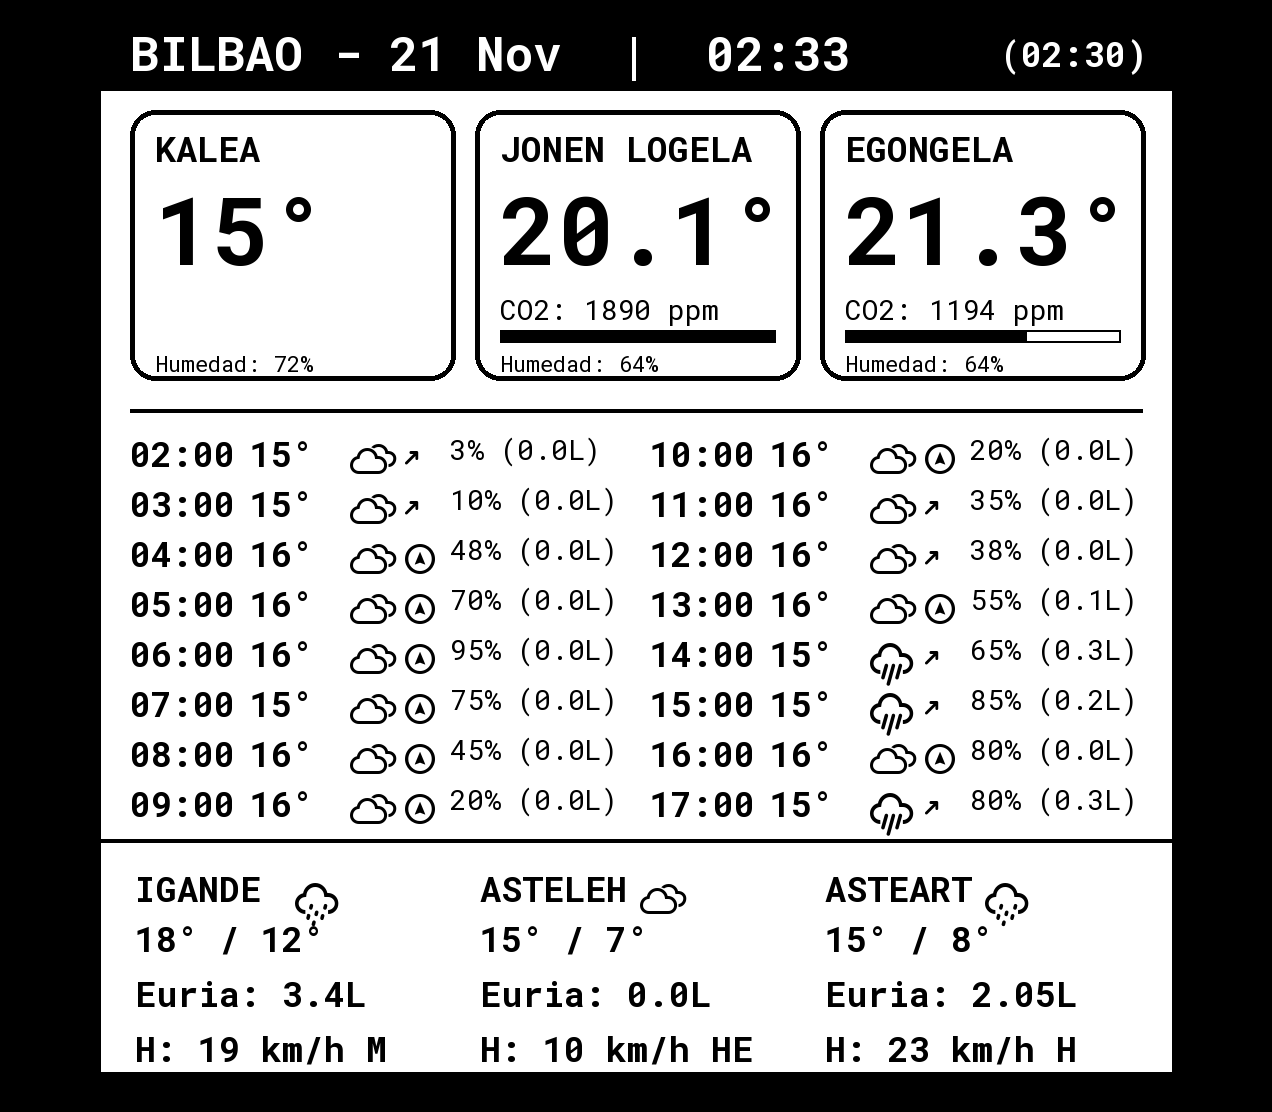 BILBAO - 21 Nov | 02:33 (02:30)
KALEA
15°
Humedad: 72%
JONEN LOGELA
20.1°
CO2: 1890 ppm
Humedad: 64%
EGONGELA
21.3°
CO2: 1194 ppm
Humedad: 64%
02:00 15° 3% (0.0L)
03:00 15° 10% (0.0L)
04:00 16° 48% (0.0L)
05:00 16° 70% (0.0L)
06:00 16° 95% (0.0L)
07:00 15° 75% (0.0L)
08:00 16° 45% (0.0L)
09:00 16° 20% (0.0L)
10:00 16° 20% (0.0L)
11:00 16° 35% (0.0L)
12:00 16° 38% (0.0L)
13:00 16° 55% (0.1L)
14:00 15° 65% (0.3L)
15:00 15° 85% (0.2L)
16:00 16° 80% (0.0L)
17:00 15° 80% (0.3L)
IGANDE
18° / 12°
Euria: 3.4L
H: 19 km/h M
ASTELEH
15° / 7°
Euria: 0.0L
H: 10 km/h HE
ASTEART
15° / 8°
Euria: 2.05L
H: 23 km/h H